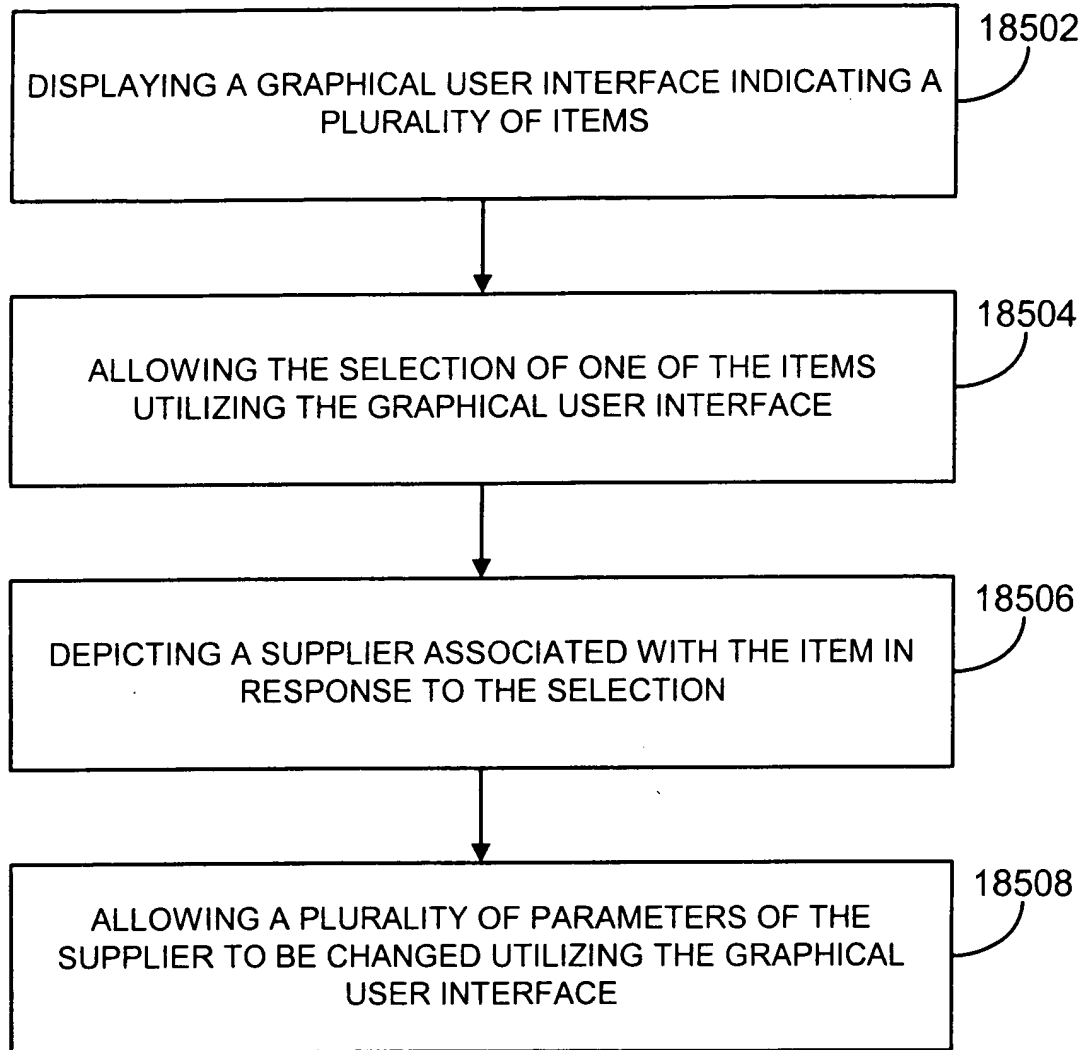 18502
DISPLAYING A GRAPHICAL USER INTERFACE INDICATING A
PLURALITY OF ITEMS
18504
ALLOWING THE SELECTION OF ONE OF THE ITEMS
UTILIZING THE GRAPHICAL USER INTERFACE
18506
DEPICTING A SUPPLIER ASSOCIATED WITH THE ITEM IN
RESPONSE TO THE SELECTION
18508
ALLOWING A PLURALITY OF PARAMETERS OF THE
SUPPLIER TO BE CHANGED UTILIZING THE GRAPHICAL
USER INTERFACE